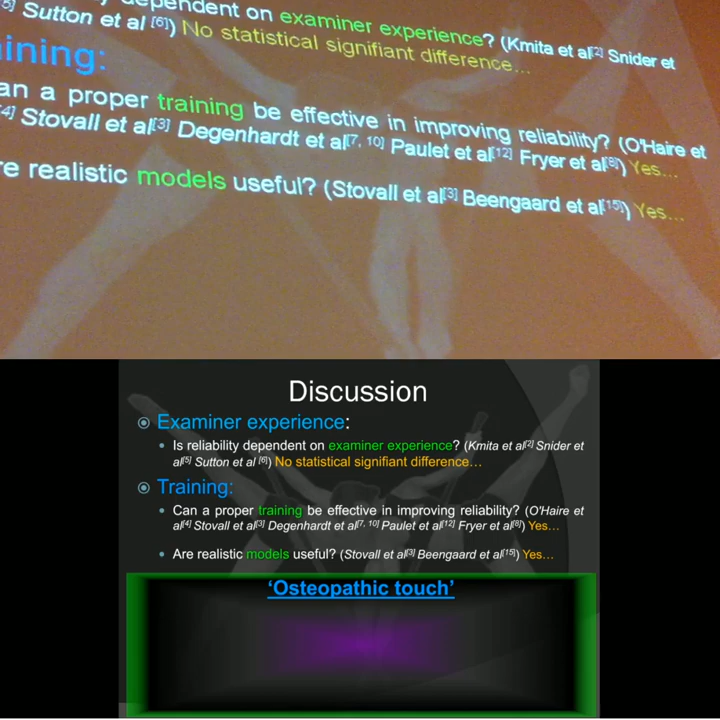 [5] Sutton et al [6]) No statistical signifiant difference...
dependent on examiner experience? (Kmita et al[2] Snider et
ining:
an a proper training be effective in improving reliability? (O'Haire et
[4] Stovall et al[3] Degenhardt et al[7, 10] Paulet et al[12] Fryer et al[8]) Yes...
re realistic models useful? (Stovall et al[3] Beengaard et al[15]) Yes...
Discussion
Examiner experience:
Is reliability dependent on examiner experience? (Kmita et al[2] Snider et
al[5] Sutton et al [6]) No statistical signifiant difference...
Training:
Can a proper training be effective in improving reliability? (O'Haire et
al[4] Stovall et al[3] Degenhardt et al[7, 10] Paulet et al[12] Fryer et al[8]) Yes...
Are realistic models useful? (Stovall et al[3] Beengaard et al[15]) Yes...
‘Osteopathic touch’